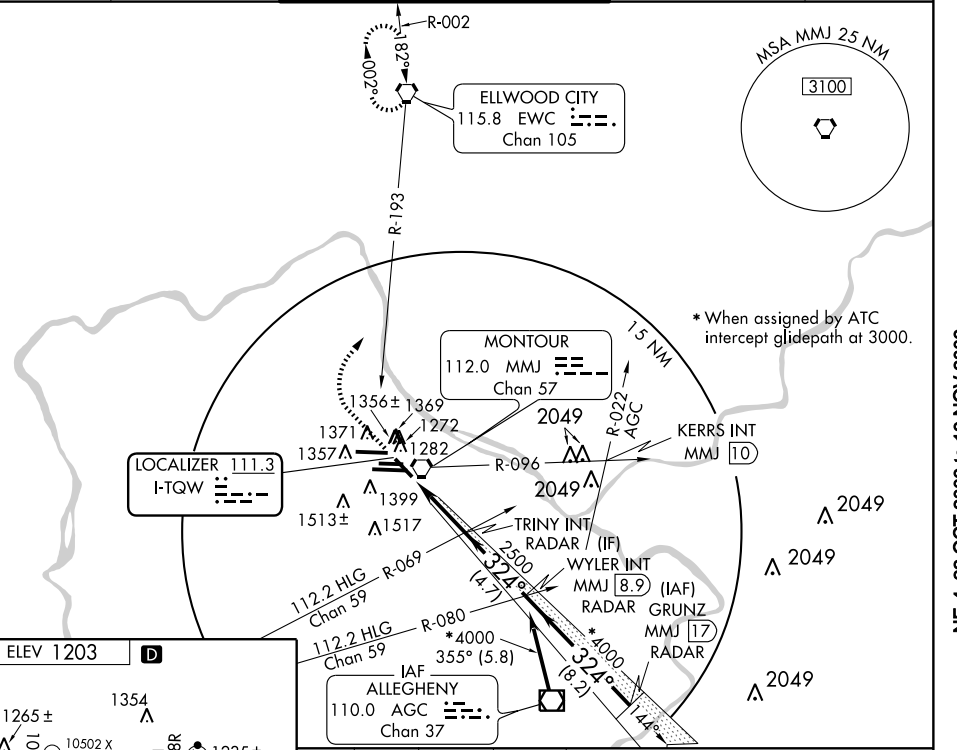 R-002
182°
002°
MSA MMJ 25 NM
3100
ELLWOOD CITY
115.8 EWC
Chan 105
R-193
15 NM
* When assigned by ATC
intercept glidepath at 3000.
MONTOUR
112.0 MMJ
Chan 57
1356± 1369
1371 1272
1357 1282
2049
R-022
AGC
KERRS INT
MMJ 10
R-096
LOCALIZER 111.3
I-TQW
2049
1399
1513±
1517
2049
2049
TRINY INT
RADAR (IF)
2500
324°
(4.7)
WYLER INT
MMJ 8.9
RADAR
(IAF)
GRUNZ
MMJ 17
RADAR
112.2 HLG R-069
Chan 59
112.2 HLG R-080
Chan 59
*4000
355° (5.8)
*4000
324°
(8.2)
144°
2049
IAF
ALLEGHENY
110.0 AGC
Chan 37
ELEV 1203 D
1265 ±
1354
10502 X